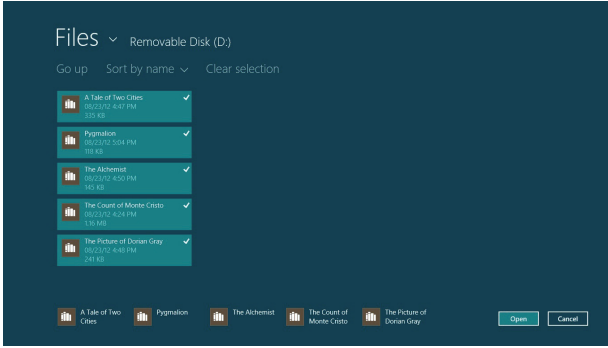 Files Removable Disk (D:)
Go up Sort by name Clear selection
A Tale of Two Cities
08/23/12 4:47 PM
335 KB
Pygmalion
08/23/12 5:04 PM
118 KB
The Alchemist
08/23/12 4:50 PM
145 KB
The Count of Monte Cristo
08/23/12 4:24 PM
1.16 MB
The Picture of Dorian Gray
08/23/12 4:48 PM
241 KB
A Tale of Two
Cities
Pygmalion
The Alchemist
The Count of
Monte Cristo
The Picture of
Dorian Gray
Open
Cancel